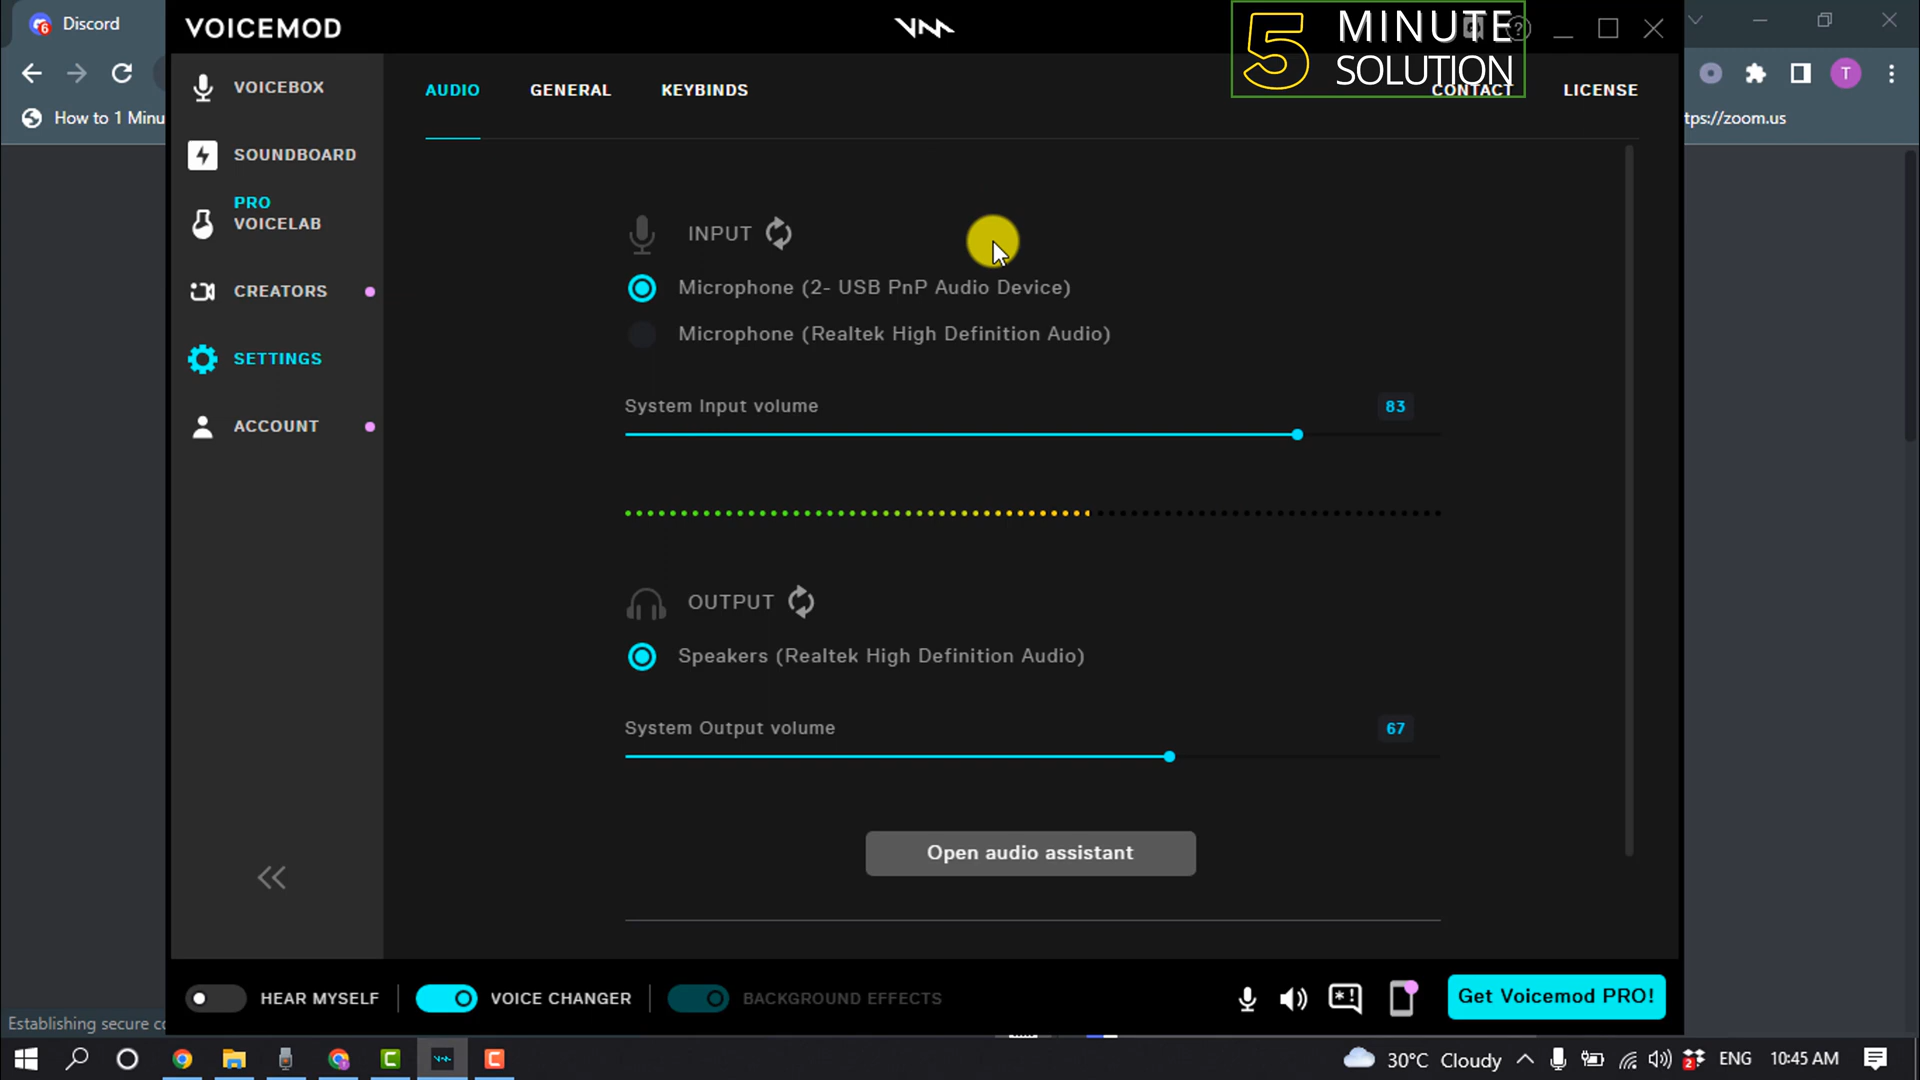 Discord
VOICEMOD
5 MINUTE
SOLUTION
How to 1 Minu
ttps://zoom.us
T
VOICEBOX
SOUNDBOARD
PRO
VOICELAB
CREATORS
SETTINGS
ACCOUNT
AUDIO
GENERAL
KEYBINDS
CONTACT
LICENSE
INPUT
Microphone (2- USB PnP Audio Device)
Microphone (Realtek High Definition Audio)
System Input volume
83
OUTPUT
Speakers (Realtek High Definition Audio)
System Output volume
67
Open audio assistant
HEAR MYSELF
VOICE CHANGER
BACKGROUND EFFECTS
Get Voicemod PRO!
Establishing secure co
30°C Cloudy
ENG
10:45 AM